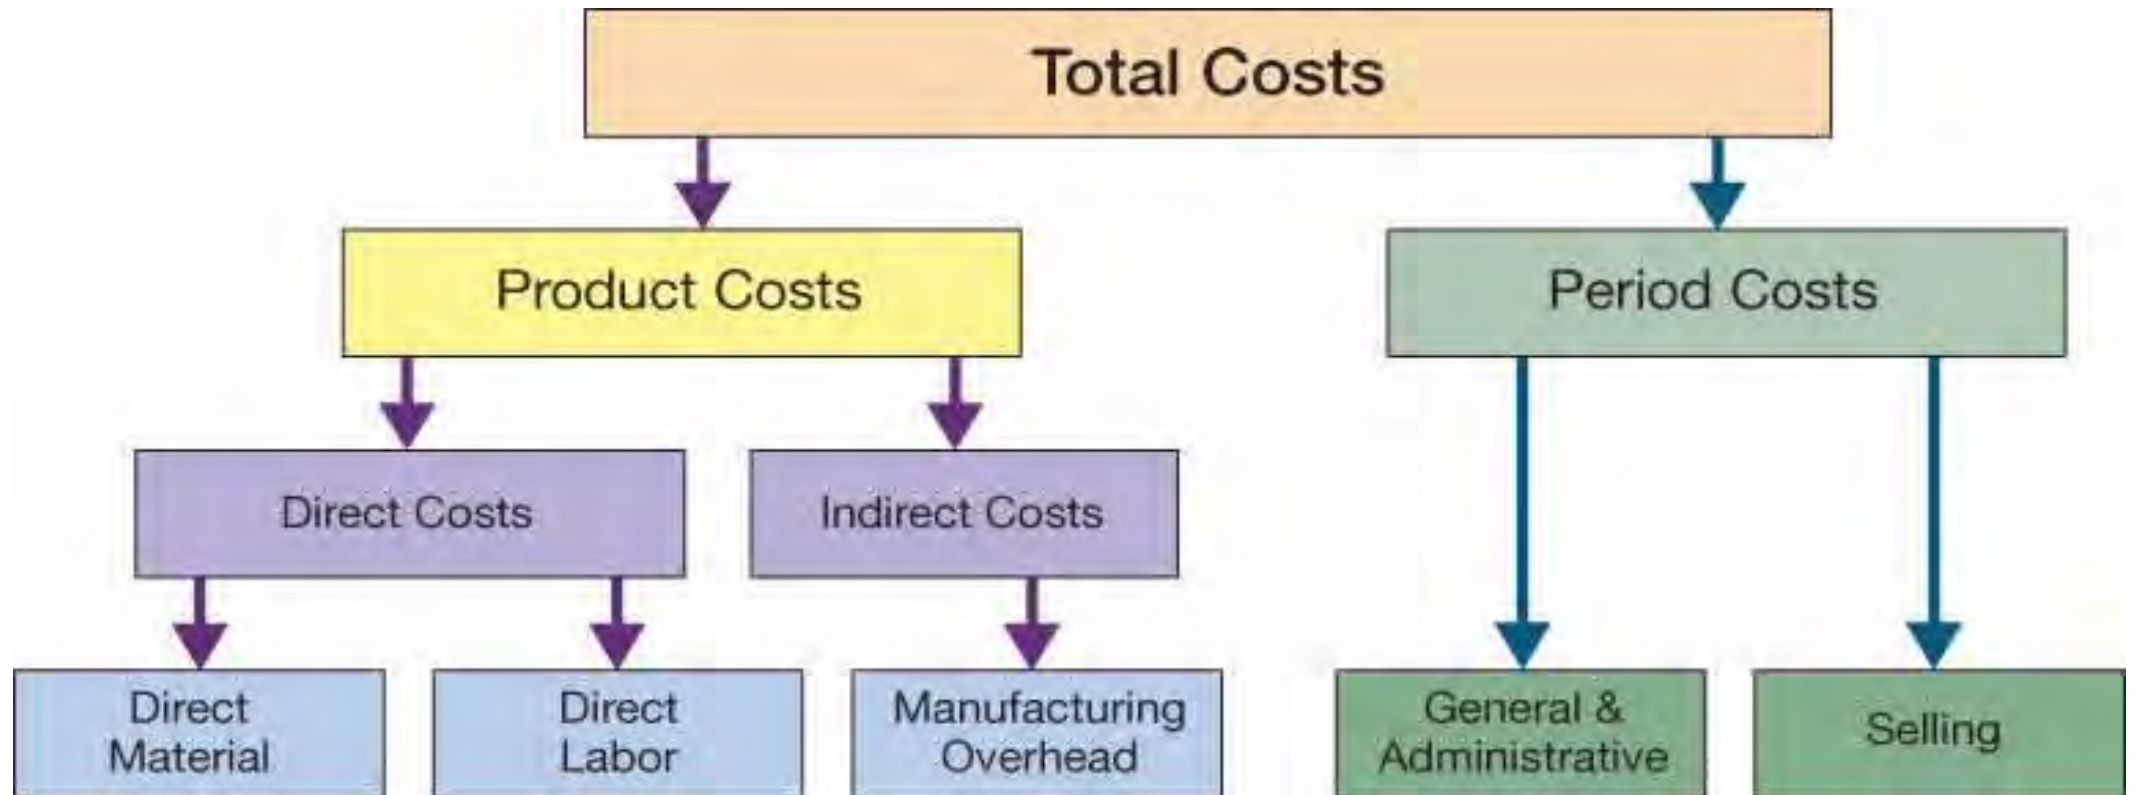 Total Costs
Product Costs
Period Costs
Direct Costs
Indirect Costs
Direct
Material
Direct
Labor
Manufacturing
Overhead
General &
Administrative
Selling